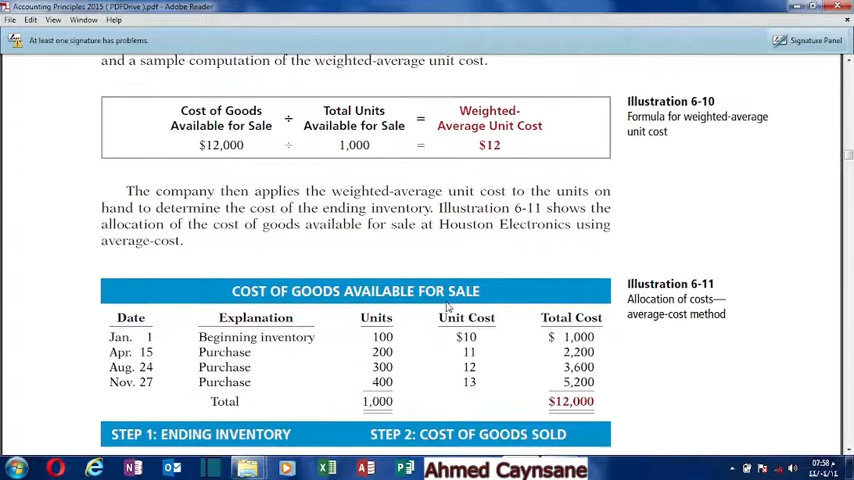 Accounting Principles 2015 ( PDFDrive ).pdf - Adobe Reader
File Edit View Window Help
At least one signature has problems.
Signature Panel
and a sample computation of the weighted-average unit cost.
Cost of Goods Available for Sale ÷ Total Units Available for Sale = Weighted-Average Unit Cost
$12,000 ÷ 1,000 = $12
Illustration 6-10
Formula for weighted-average
unit cost
The company then applies the weighted-average unit cost to the units on
hand to determine the cost of the ending inventory. Illustration 6-11 shows the
allocation of the cost of goods available for sale at Houston Electronics using
average-cost.
COST OF GOODS AVAILABLE FOR SALE
Illustration 6-11
Allocation of costs—
average-cost method
Date Explanation Units Unit Cost Total Cost
Jan. 1 Beginning inventory 100 $10 $ 1,000
Apr. 15 Purchase 200 11 2,200
Aug. 24 Purchase 300 12 3,600
Nov. 27 Purchase 400 13 5,200
Total 1,000 $12,000
STEP 1: ENDING INVENTORY STEP 2: COST OF GOODS SOLD
Ahmed Caynsane
07:58 م